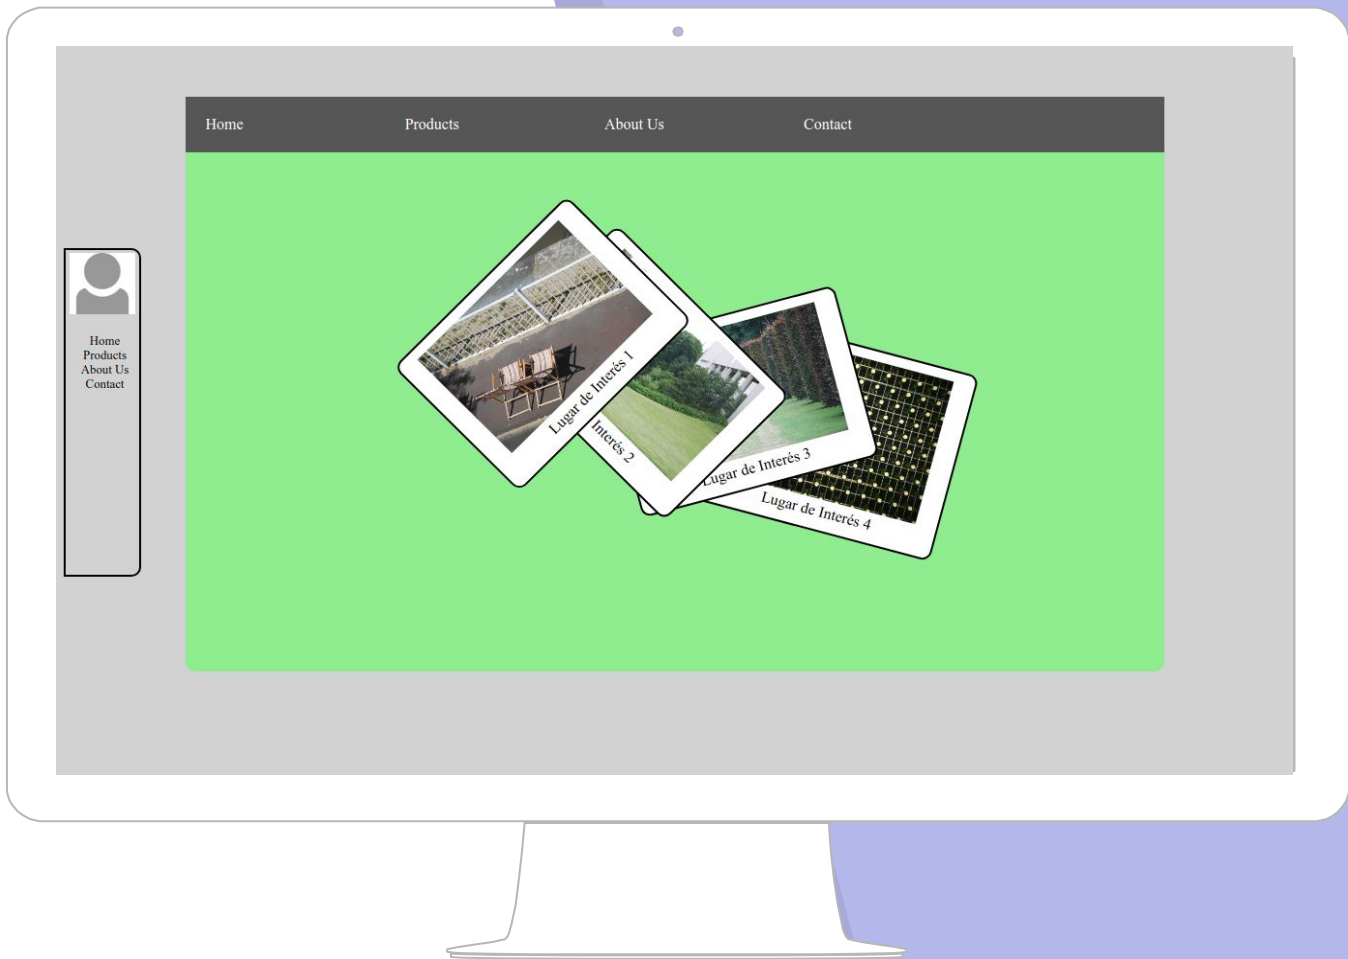 Home Products About Us Contact
Home
Products
About Us
Contact
Lugar de Interés 1
Interés 2
Lugar de Interés 3
Lugar de Interés 4